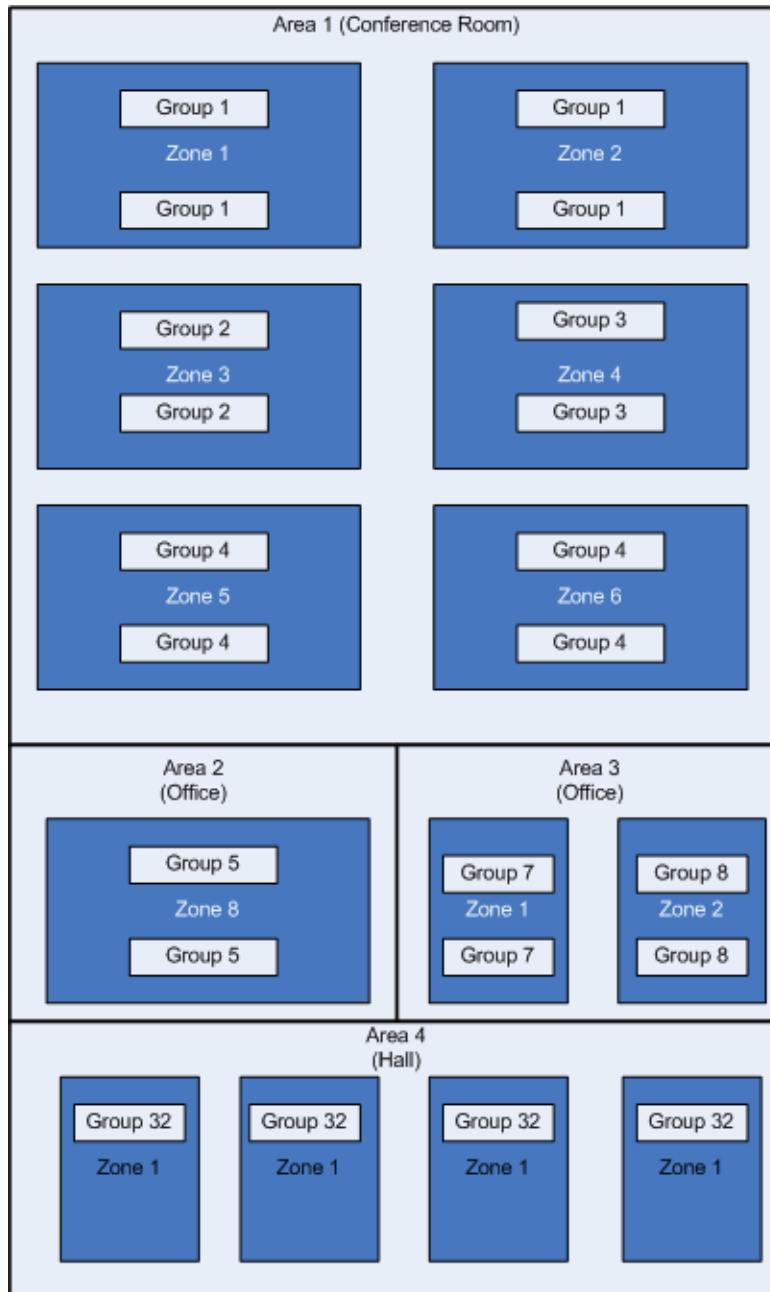 Area 1 (Conference Room)
Group 1
Zone 1
Group 1
Group 1
Zone 2
Group 1
Group 2
Zone 3
Group 2
Group 3
Zone 4
Group 3
Group 4
Zone 5
Group 4
Group 4
Zone 6
Group 4
Area 2
(Office)
Group 5
Zone 8
Group 5
Area 3
(Office)
Group 7
Zone 1
Group 7
Group 8
Zone 2
Group 8
Area 4
(Hall)
Group 32
Zone 1
Group 32
Zone 1
Group 32
Zone 1
Group 32
Zone 1